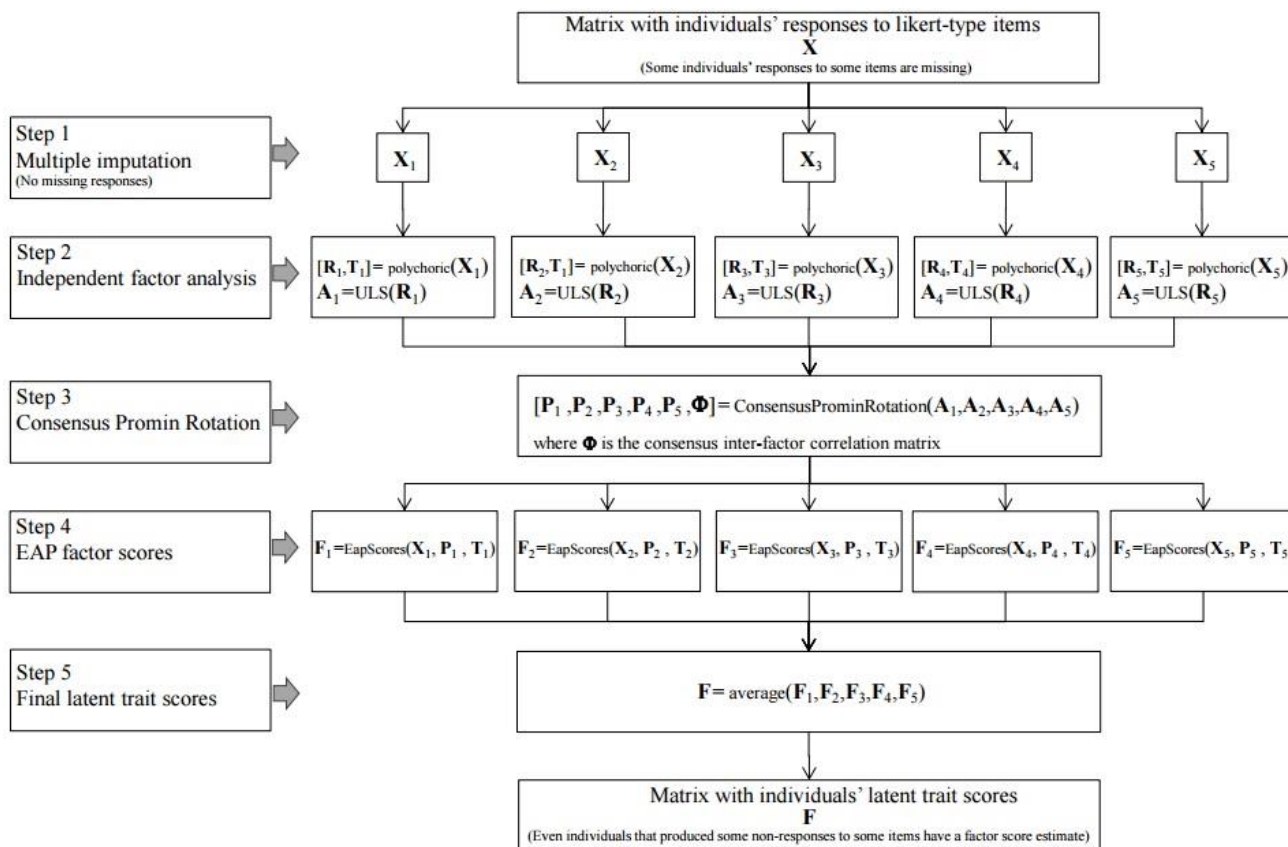 Matrix with individuals' responses to likert-type items
X
(Some individuals' responses to some items are missing)
Step 1
Multiple imputation
(No missing responses)
X₁
X₂
X₃
X₄
X₅
Step 2
Independent factor analysis
[R₁,T₁]= polychoric(X₁)
A₁=ULS(R₁)
[R₂,T₁]= polychoric(X₂)
A₂=ULS(R₂)
[R₃,T₃]= polychoric(X₃)
A₃=ULS(R₃)
[R₄,T₄]= polychoric(X₄)
A₄=ULS(R₄)
[R₅,T₅]= polychoric(X₅)
A₅=ULS(R₅)
Step 3
Consensus Promin Rotation
[P₁ ,P₂ ,P₃ ,P₄ ,P₅ ,Φ]= ConsensusProminRotation(A₁,A₂,A₃,A₄,A₅)
where Φ is the consensus inter-factor correlation matrix
Step 4
EAP factor scores
F₁=EapScores(X₁, P₁ , T₁)
F₂=EapScores(X₂, P₂ , T₂)
F₃=EapScores(X₃, P₃ , T₃)
F₄=EapScores(X₄, P₄ , T₄)
F₅=EapScores(X₅, P₅ , T₅)
Step 5
Final latent trait scores
F= average(F₁,F₂,F₃,F₄,F₅)
Matrix with individuals' latent trait scores
F
(Even individuals that produced some non-responses to some items have a factor score estimate)